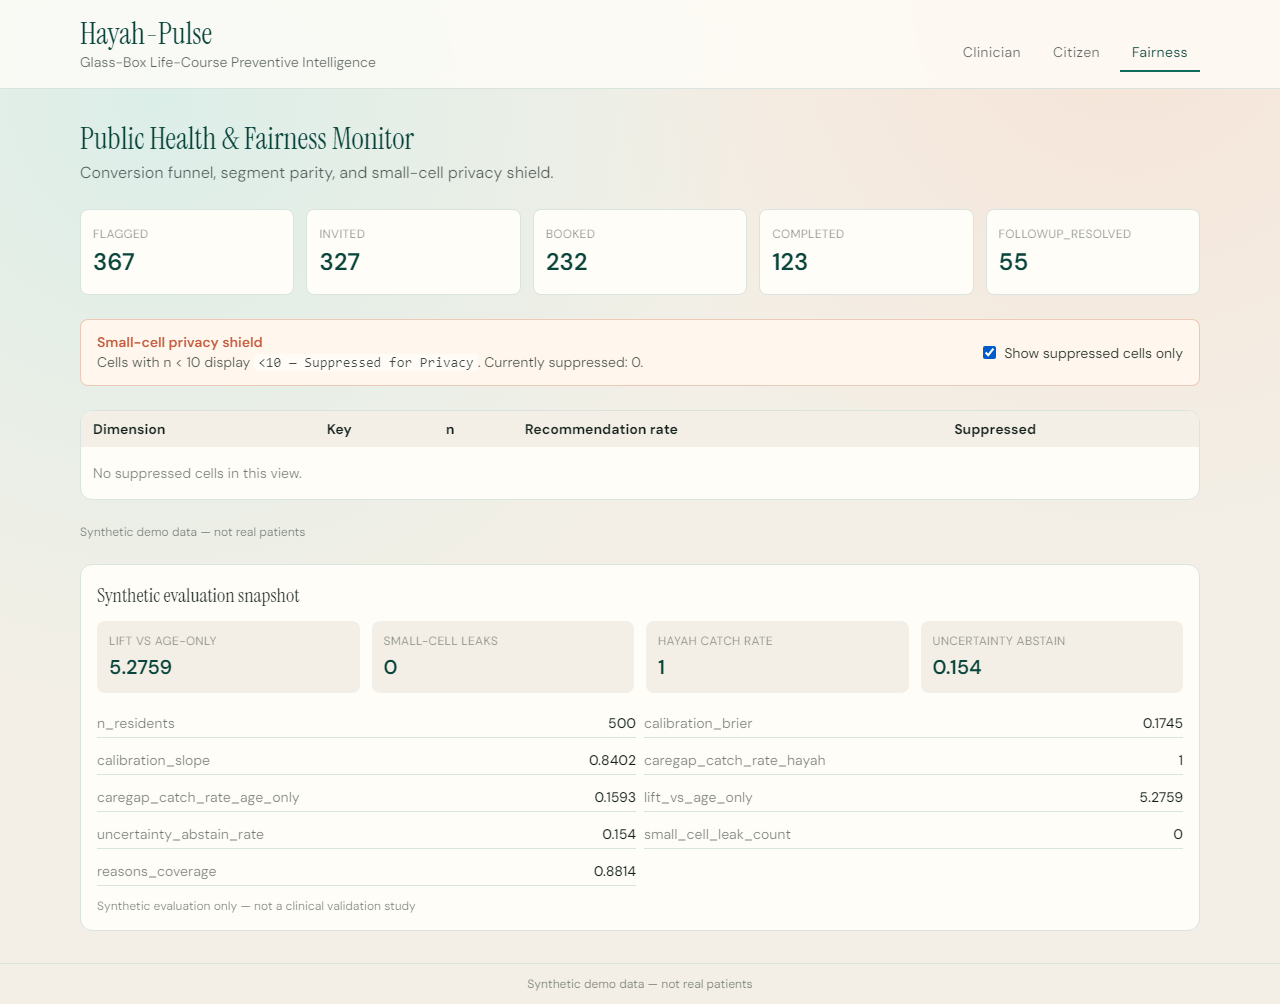 Hayah-Pulse
Glass-Box Life-Course Preventive Intelligence
Clinician Citizen Fairness
Public Health & Fairness Monitor
Conversion funnel, segment parity, and small-cell privacy shield.
FLAGGED INVITED BOOKED COMPLETED FOLLOWUP_RESOLVED
367 327 232 123 55
Small-cell privacy shield
Cells with n < 10 display <10 — Suppressed for Privacy . Currently suppressed: 0.
Show suppressed cells only
Dimension Key n Recommendation rate Suppressed
No suppressed cells in this view.
Synthetic demo data — not real patients
Synthetic evaluation snapshot
LIFT VS AGE-ONLY SMALL-CELL LEAKS HAYAH CATCH RATE UNCERTAINTY ABSTAIN
5.2759 0 1 0.154
n_residents 500 calibration_brier 0.1745
calibration_slope 0.8402 caregap_catch_rate_hayah 1
caregap_catch_rate_age_only 0.1593 lift_vs_age_only 5.2759
uncertainty_abstain_rate 0.154 small_cell_leak_count 0
reasons_coverage 0.8814
Synthetic evaluation only — not a clinical validation study
Synthetic demo data — not real patients